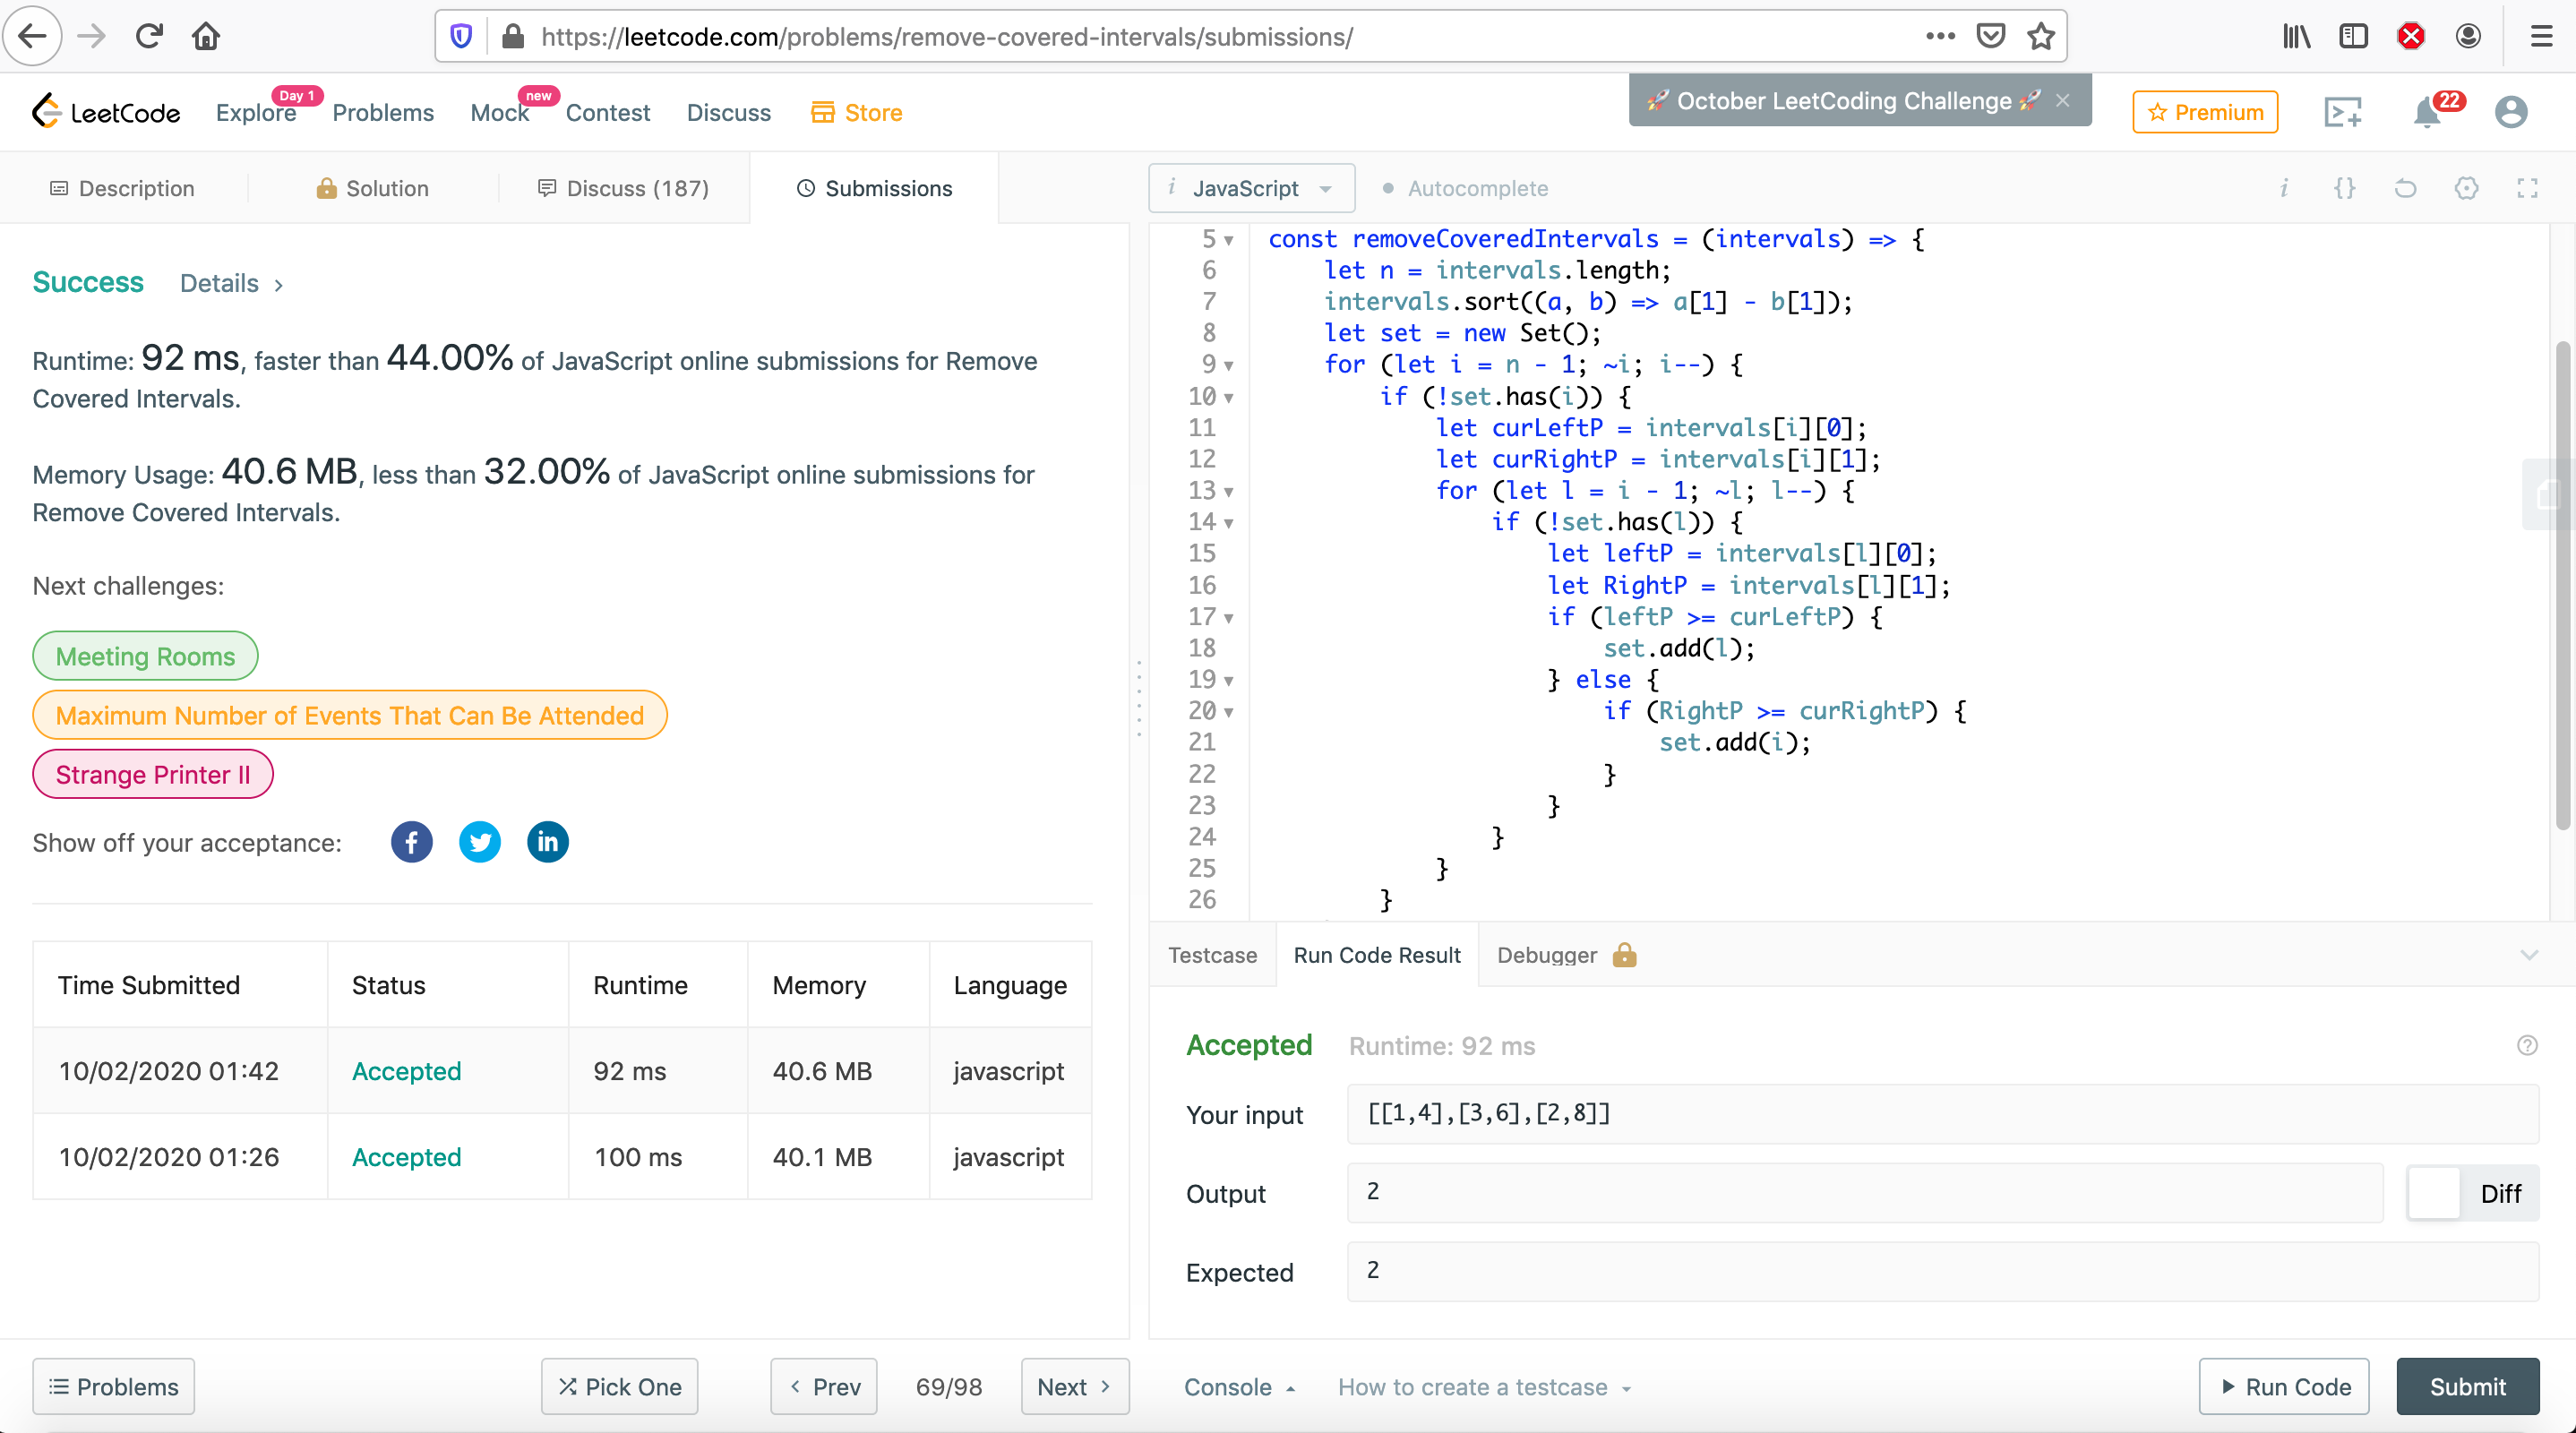 https://leetcode.com/problems/remove-covered-intervals/submissions/
LeetCode
Explore
Day 1
Problems
Mock
new
Contest
Discuss
Store
🚀 October LeetCoding Challenge 🚀 ×
Premium
22
Description
Solution
Discuss (187)
Submissions
i JavaScript
Autocomplete
i {}
Success Details >
Runtime: 92 ms, faster than 44.00% of JavaScript online submissions for Remove
Covered Intervals.
Memory Usage: 40.6 MB, less than 32.00% of JavaScript online submissions for
Remove Covered Intervals.
Next challenges:
Meeting Rooms
Maximum Number of Events That Can Be Attended
Strange Printer II
Show off your acceptance: f in
Time Submitted Status Runtime Memory Language
10/02/2020 01:42 Accepted 92 ms 40.6 MB javascript
10/02/2020 01:26 Accepted 100 ms 40.1 MB javascript
5 const removeCoveredIntervals = (intervals) => {
6 let n = intervals.length;
7 intervals.sort((a, b) => a[1] - b[1]);
8 let set = new Set();
9 for (let i = n - 1; ~i; i--) {
10 if (!set.has(i)) {
11 let curLeftP = intervals[i][0];
12 let curRightP = intervals[i][1];
13 for (let l = i - 1; ~l; l--) {
14 if (!set.has(l)) {
15 let leftP = intervals[l][0];
16 let RightP = intervals[l][1];
17 if (leftP >= curLeftP) {
18 set.add(l);
19 } else {
20 if (RightP >= curRightP) {
21 set.add(i);
22 }
23 }
24 }
25 }
26 }
Testcase Run Code Result Debugger
Accepted Runtime: 92 ms
Your input [[1,4],[3,6],[2,8]]
Output 2 Diff
Expected 2
Problems Pick One < Prev 69/98 Next > Console How to create a testcase Run Code Submit